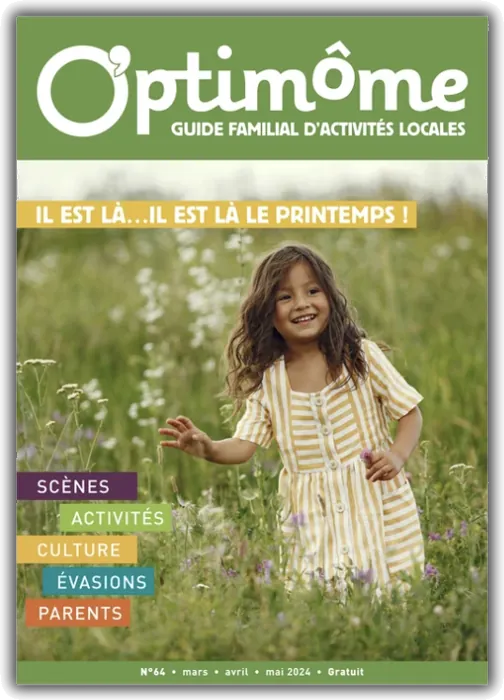 O'ptimôme
GUIDE FAMILIAL D'ACTIVITÉS LOCALES
IL EST LÀ...IL EST LÀ LE PRINTEMPS !
SCÈNES
ACTIVITÉS
CULTURE
ÉVASIONS
PARENTS
N°64 • mars • avril • mai 2024 • Gratuit